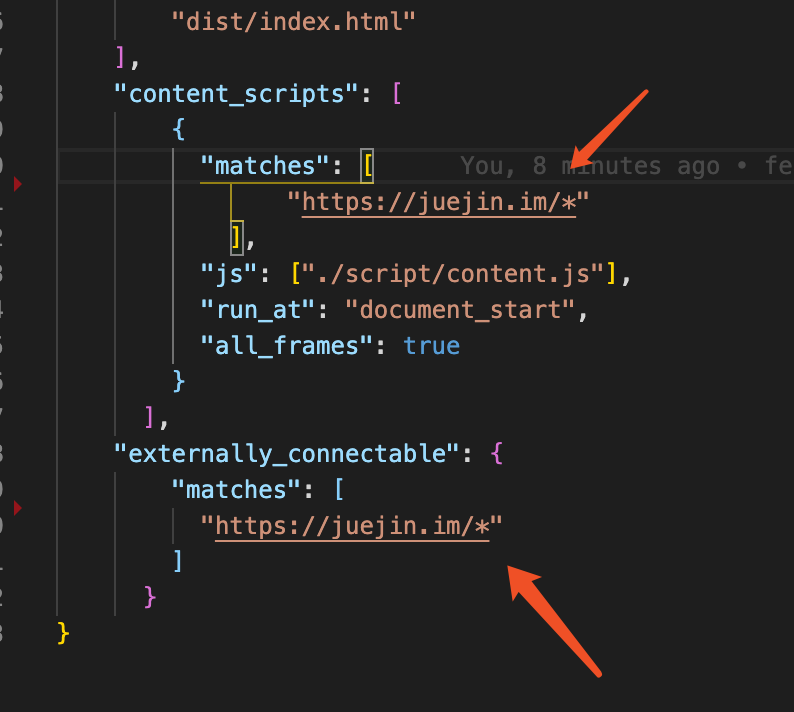 "dist/index.html"
],
"content_scripts": [
{
"matches": [ You, 8 minutes ago • fe
"https://juejin.im/*"
],
"js": ["./script/content.js"],
"run_at": "document_start",
"all_frames": true
}
],
"externally_connectable": {
"matches": [
"https://juejin.im/*"
]
}
}